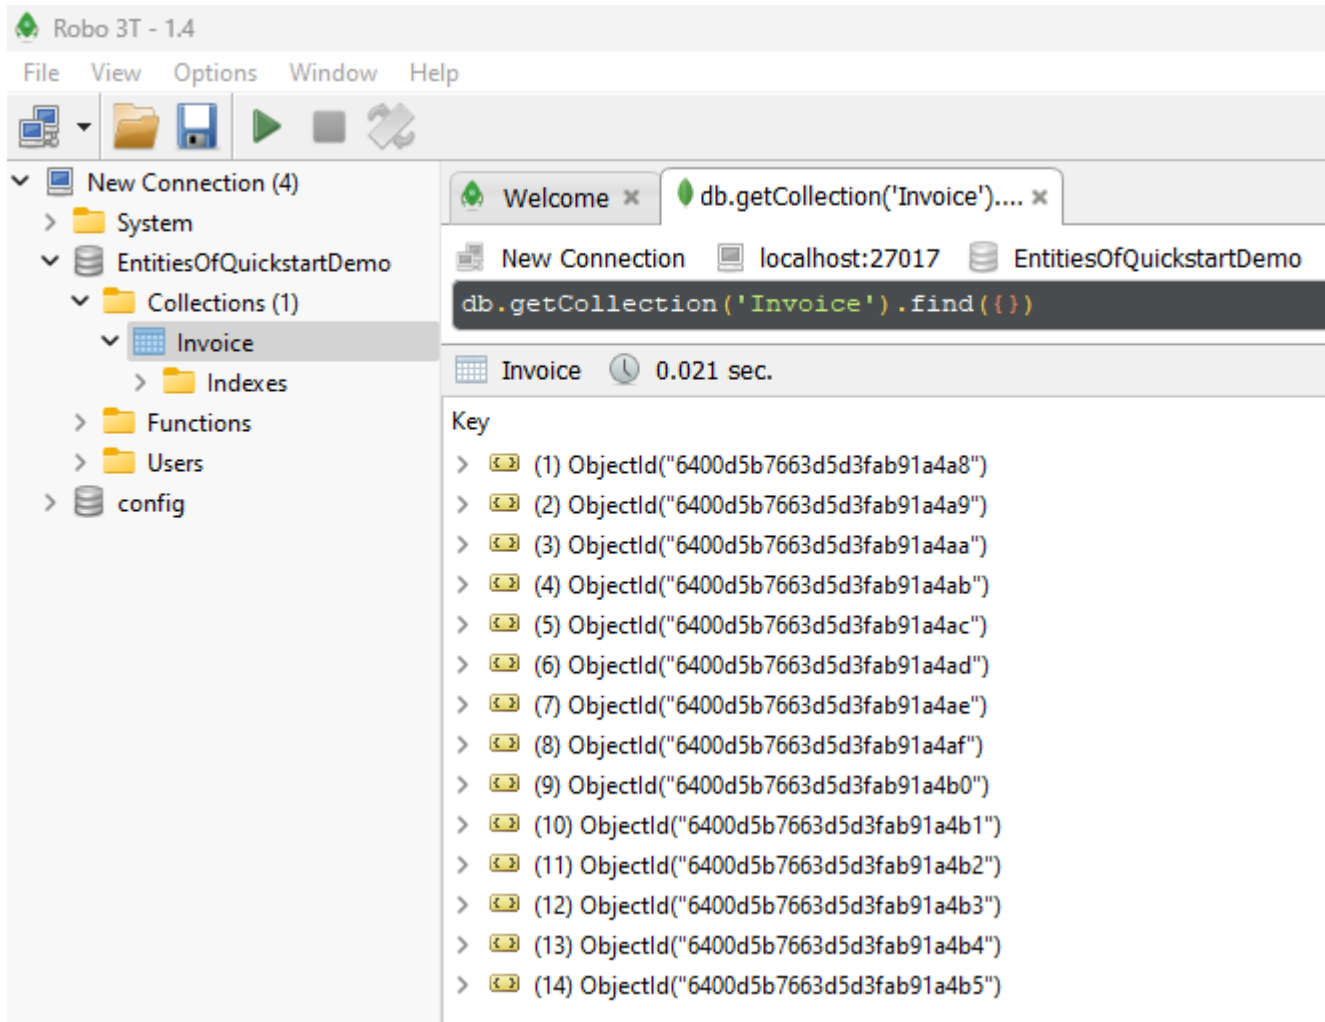 Robo 3T - 1.4
File View Options Window Help
New Connection (4)
System
EntitiesOfQuickstartDemo
Collections (1)
Invoice
Indexes
Functions
Users
config
Welcome db.getCollection('Invoice')....
New Connection localhost:27017 EntitiesOfQuickstartDemo
db.getCollection('Invoice').find({})
Invoice 0.021 sec.
Key
(1) ObjectId("6400d5b7663d5d3fab91a4a8")
(2) ObjectId("6400d5b7663d5d3fab91a4a9")
(3) ObjectId("6400d5b7663d5d3fab91a4aa")
(4) ObjectId("6400d5b7663d5d3fab91a4ab")
(5) ObjectId("6400d5b7663d5d3fab91a4ac")
(6) ObjectId("6400d5b7663d5d3fab91a4ad")
(7) ObjectId("6400d5b7663d5d3fab91a4ae")
(8) ObjectId("6400d5b7663d5d3fab91a4af")
(9) ObjectId("6400d5b7663d5d3fab91a4b0")
(10) ObjectId("6400d5b7663d5d3fab91a4b1")
(11) ObjectId("6400d5b7663d5d3fab91a4b2")
(12) ObjectId("6400d5b7663d5d3fab91a4b3")
(13) ObjectId("6400d5b7663d5d3fab91a4b4")
(14) ObjectId("6400d5b7663d5d3fab91a4b5")